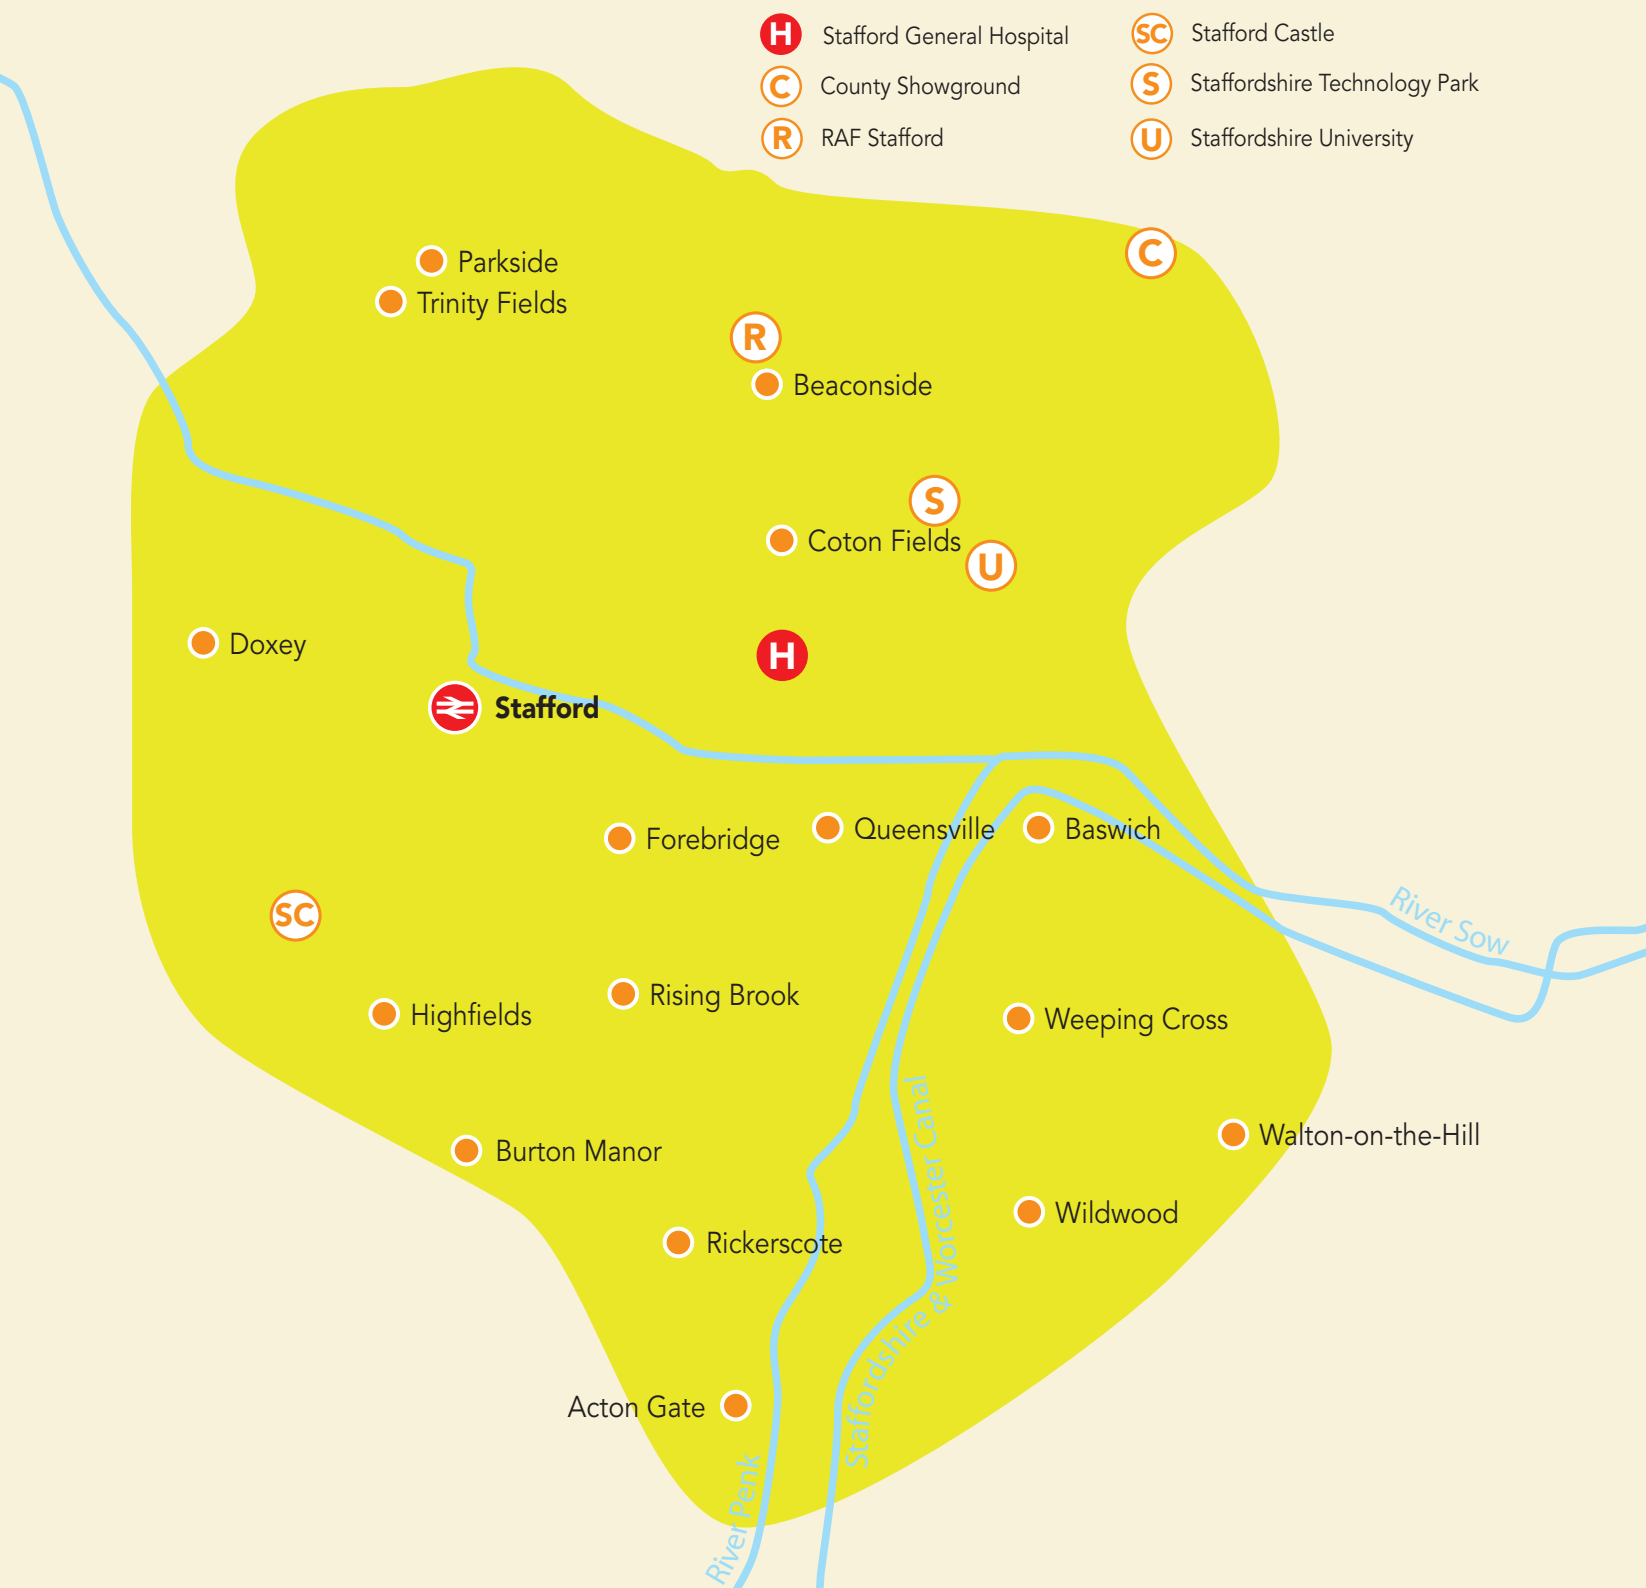 H Stafford General Hospital
SC Stafford Castle
C County Showground
S Staffordshire Technology Park
R RAF Stafford
U Staffordshire University
C
Parkside
Trinity Fields
R
Beaconside
S
Coton Fields
U
Doxey
H
Stafford
Forebridge
Queensville
Baswich
SC
River Sow
Rising Brook
Highfields
Weeping Cross
Staffordshire & Worcester Canal
Walton-on-the-Hill
Burton Manor
Wildwood
Rickerscote
Acton Gate
River Penk